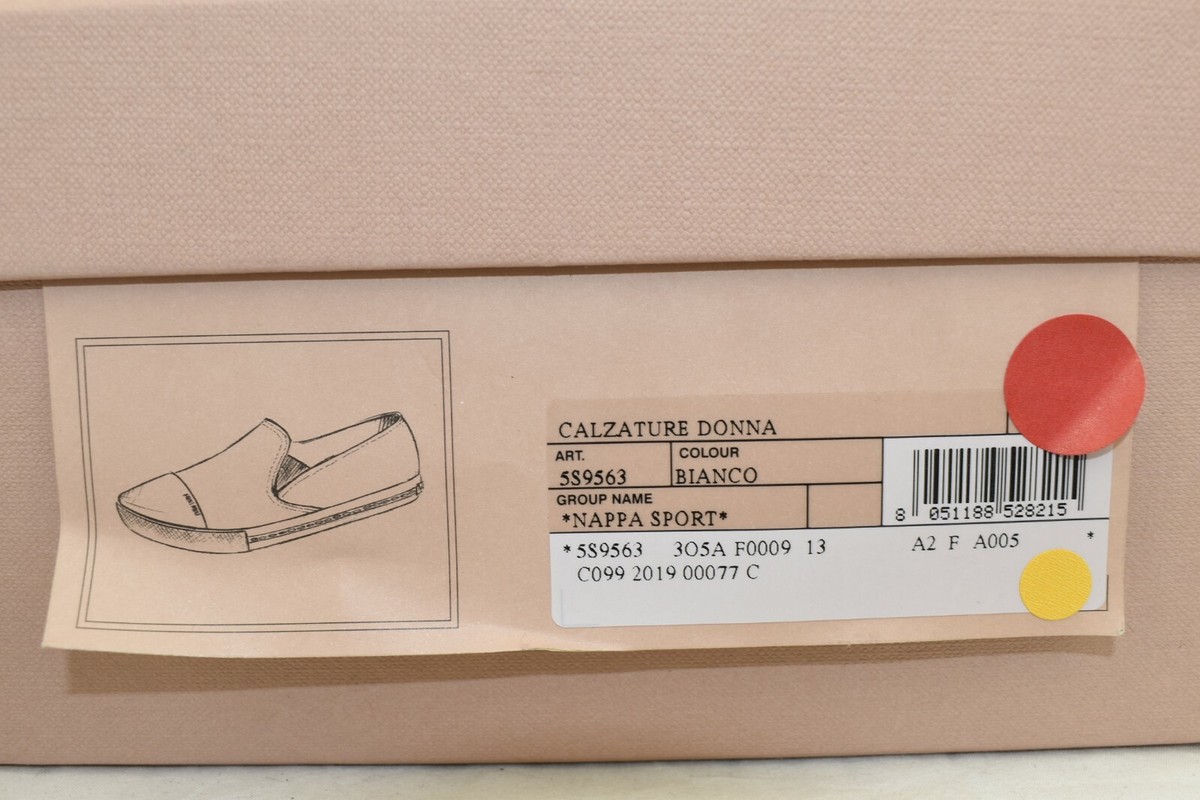 CALZATURE DONNA
ART. COLOUR
5S9563 BIANCO
GROUP NAME
*NAPPA SPORT*
8 051188 528215
*5S9563 3O5A F0009 13 A2 F A005 *
C099 2019 00077 C